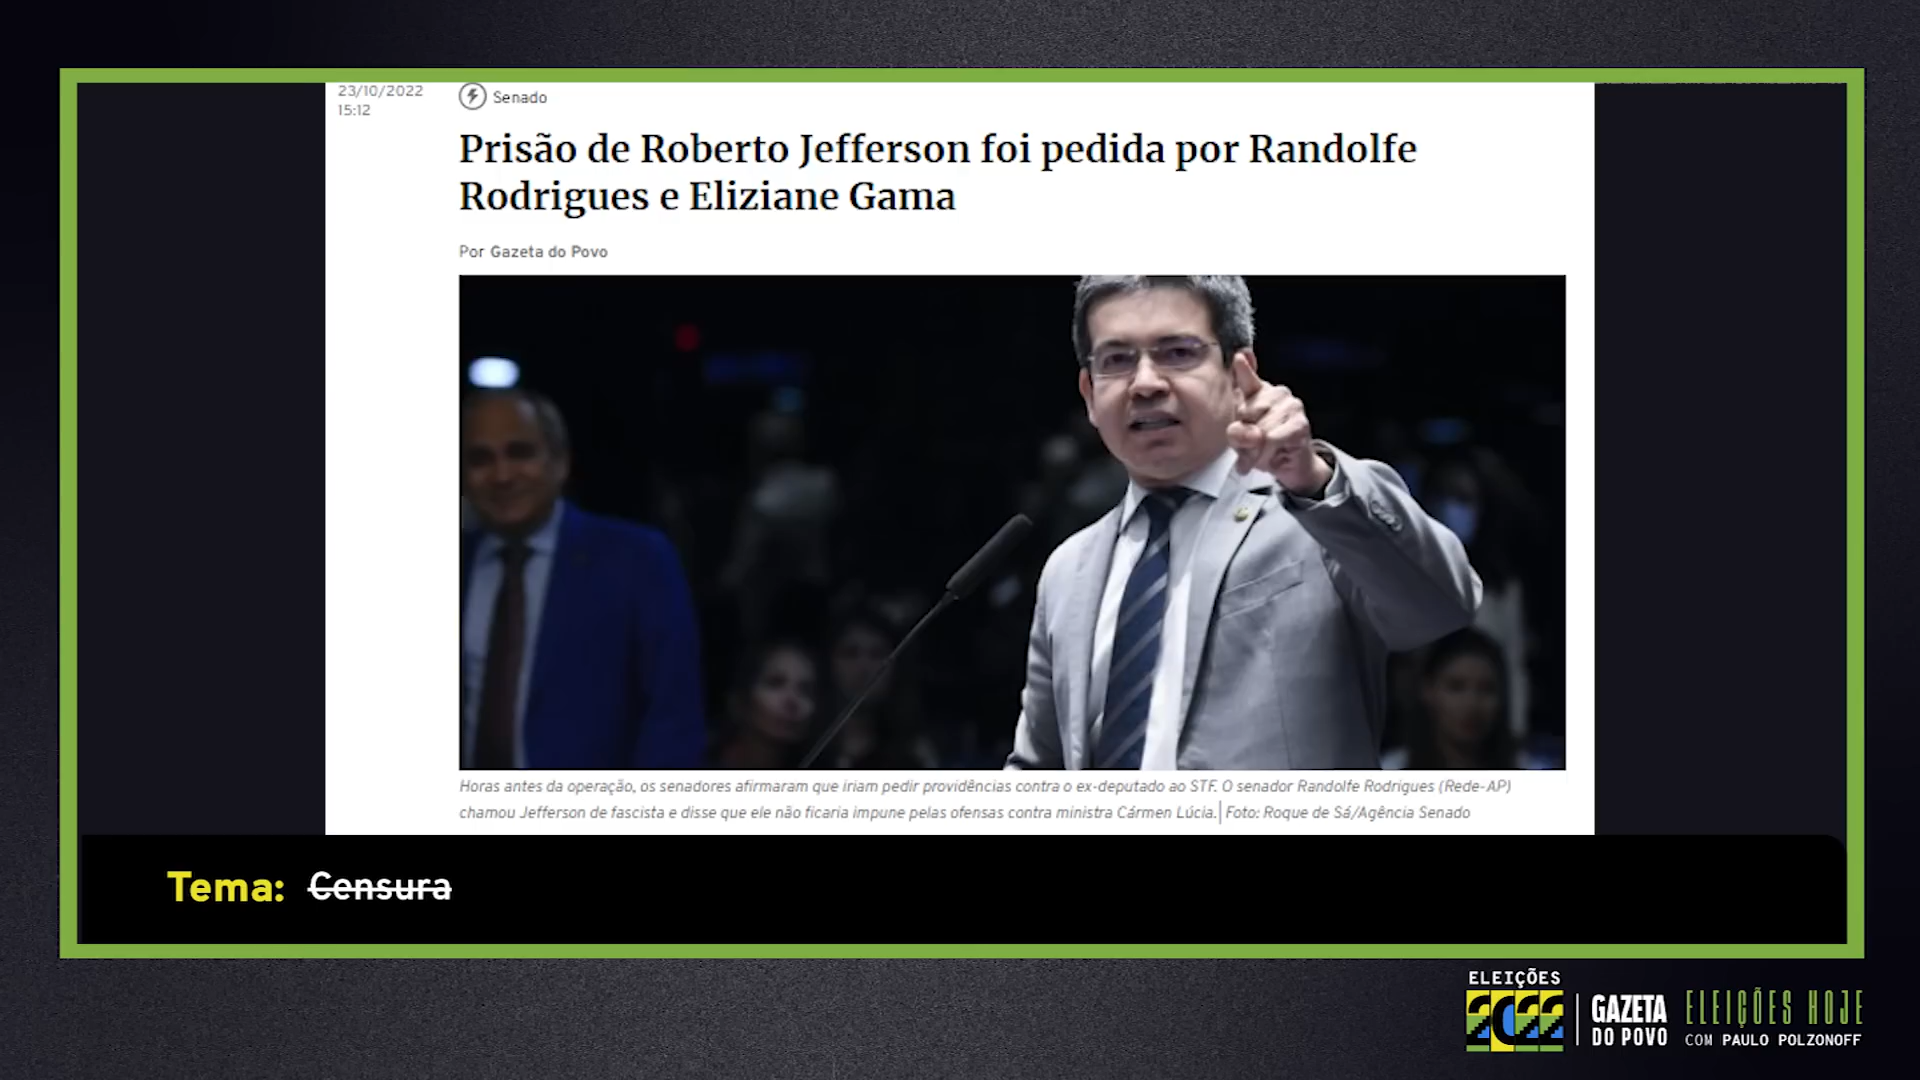 23/10/2022
15:12
Senado
Prisão de Roberto Jefferson foi pedida por Randolfe
Rodrigues e Eliziane Gama
Por Gazeta do Povo
Horas antes da operação, os senadores afirmaram que iriam pedir providências contra o ex-deputado ao STF. O senador Randolfe Rodrigues (Rede-AP)
chamou Jefferson de fascista e disse que ele não ficaria impune pelas ofensas contra ministra Cármen Lúcia.| Foto: Roque de Sá/Agência Senado
Tema: Censura
ELEIÇÕES
2022
GAZETA
DO POVO
ELEIÇÕES HOJE
COM PAULO POLZONOFF